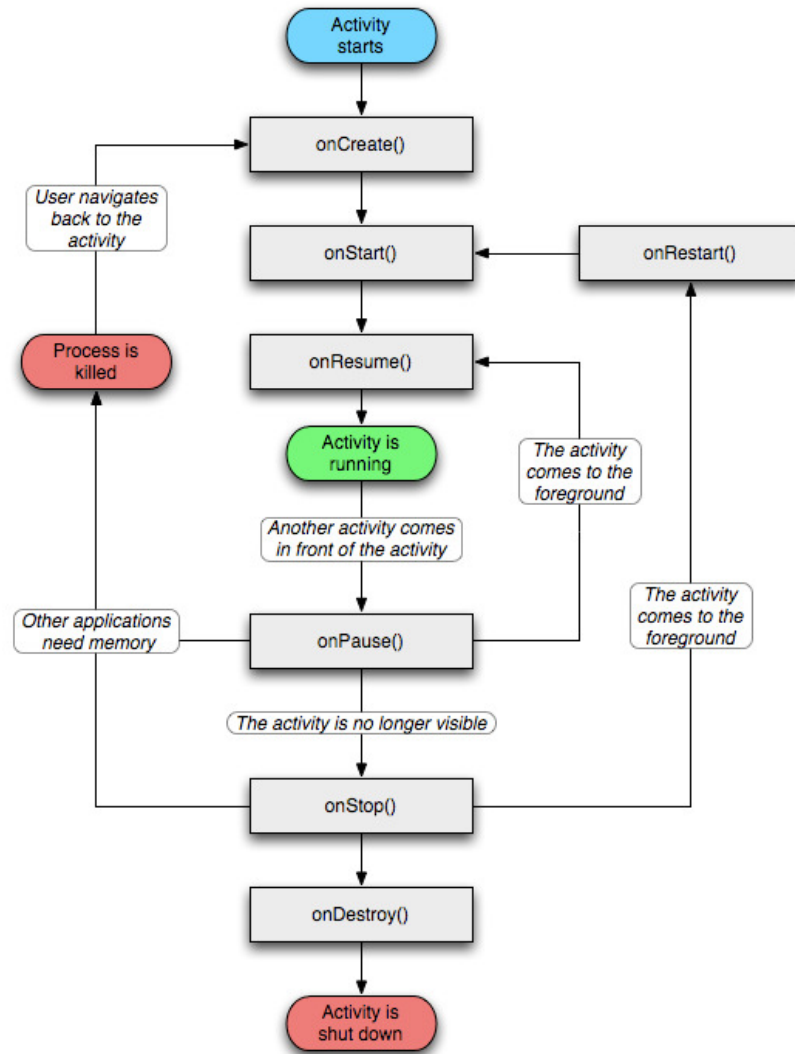 Activity
starts
onCreate()
User navigates
back to the
activity
onStart()
onRestart()
Process is
killed
onResume()
Activity is
running
The activity
comes to the
foreground
Another activity comes
in front of the activity
The activity
comes to the
foreground
Other applications
need memory
onPause()
The activity is no longer visible
onStop()
onDestroy()
Activity is
shut down